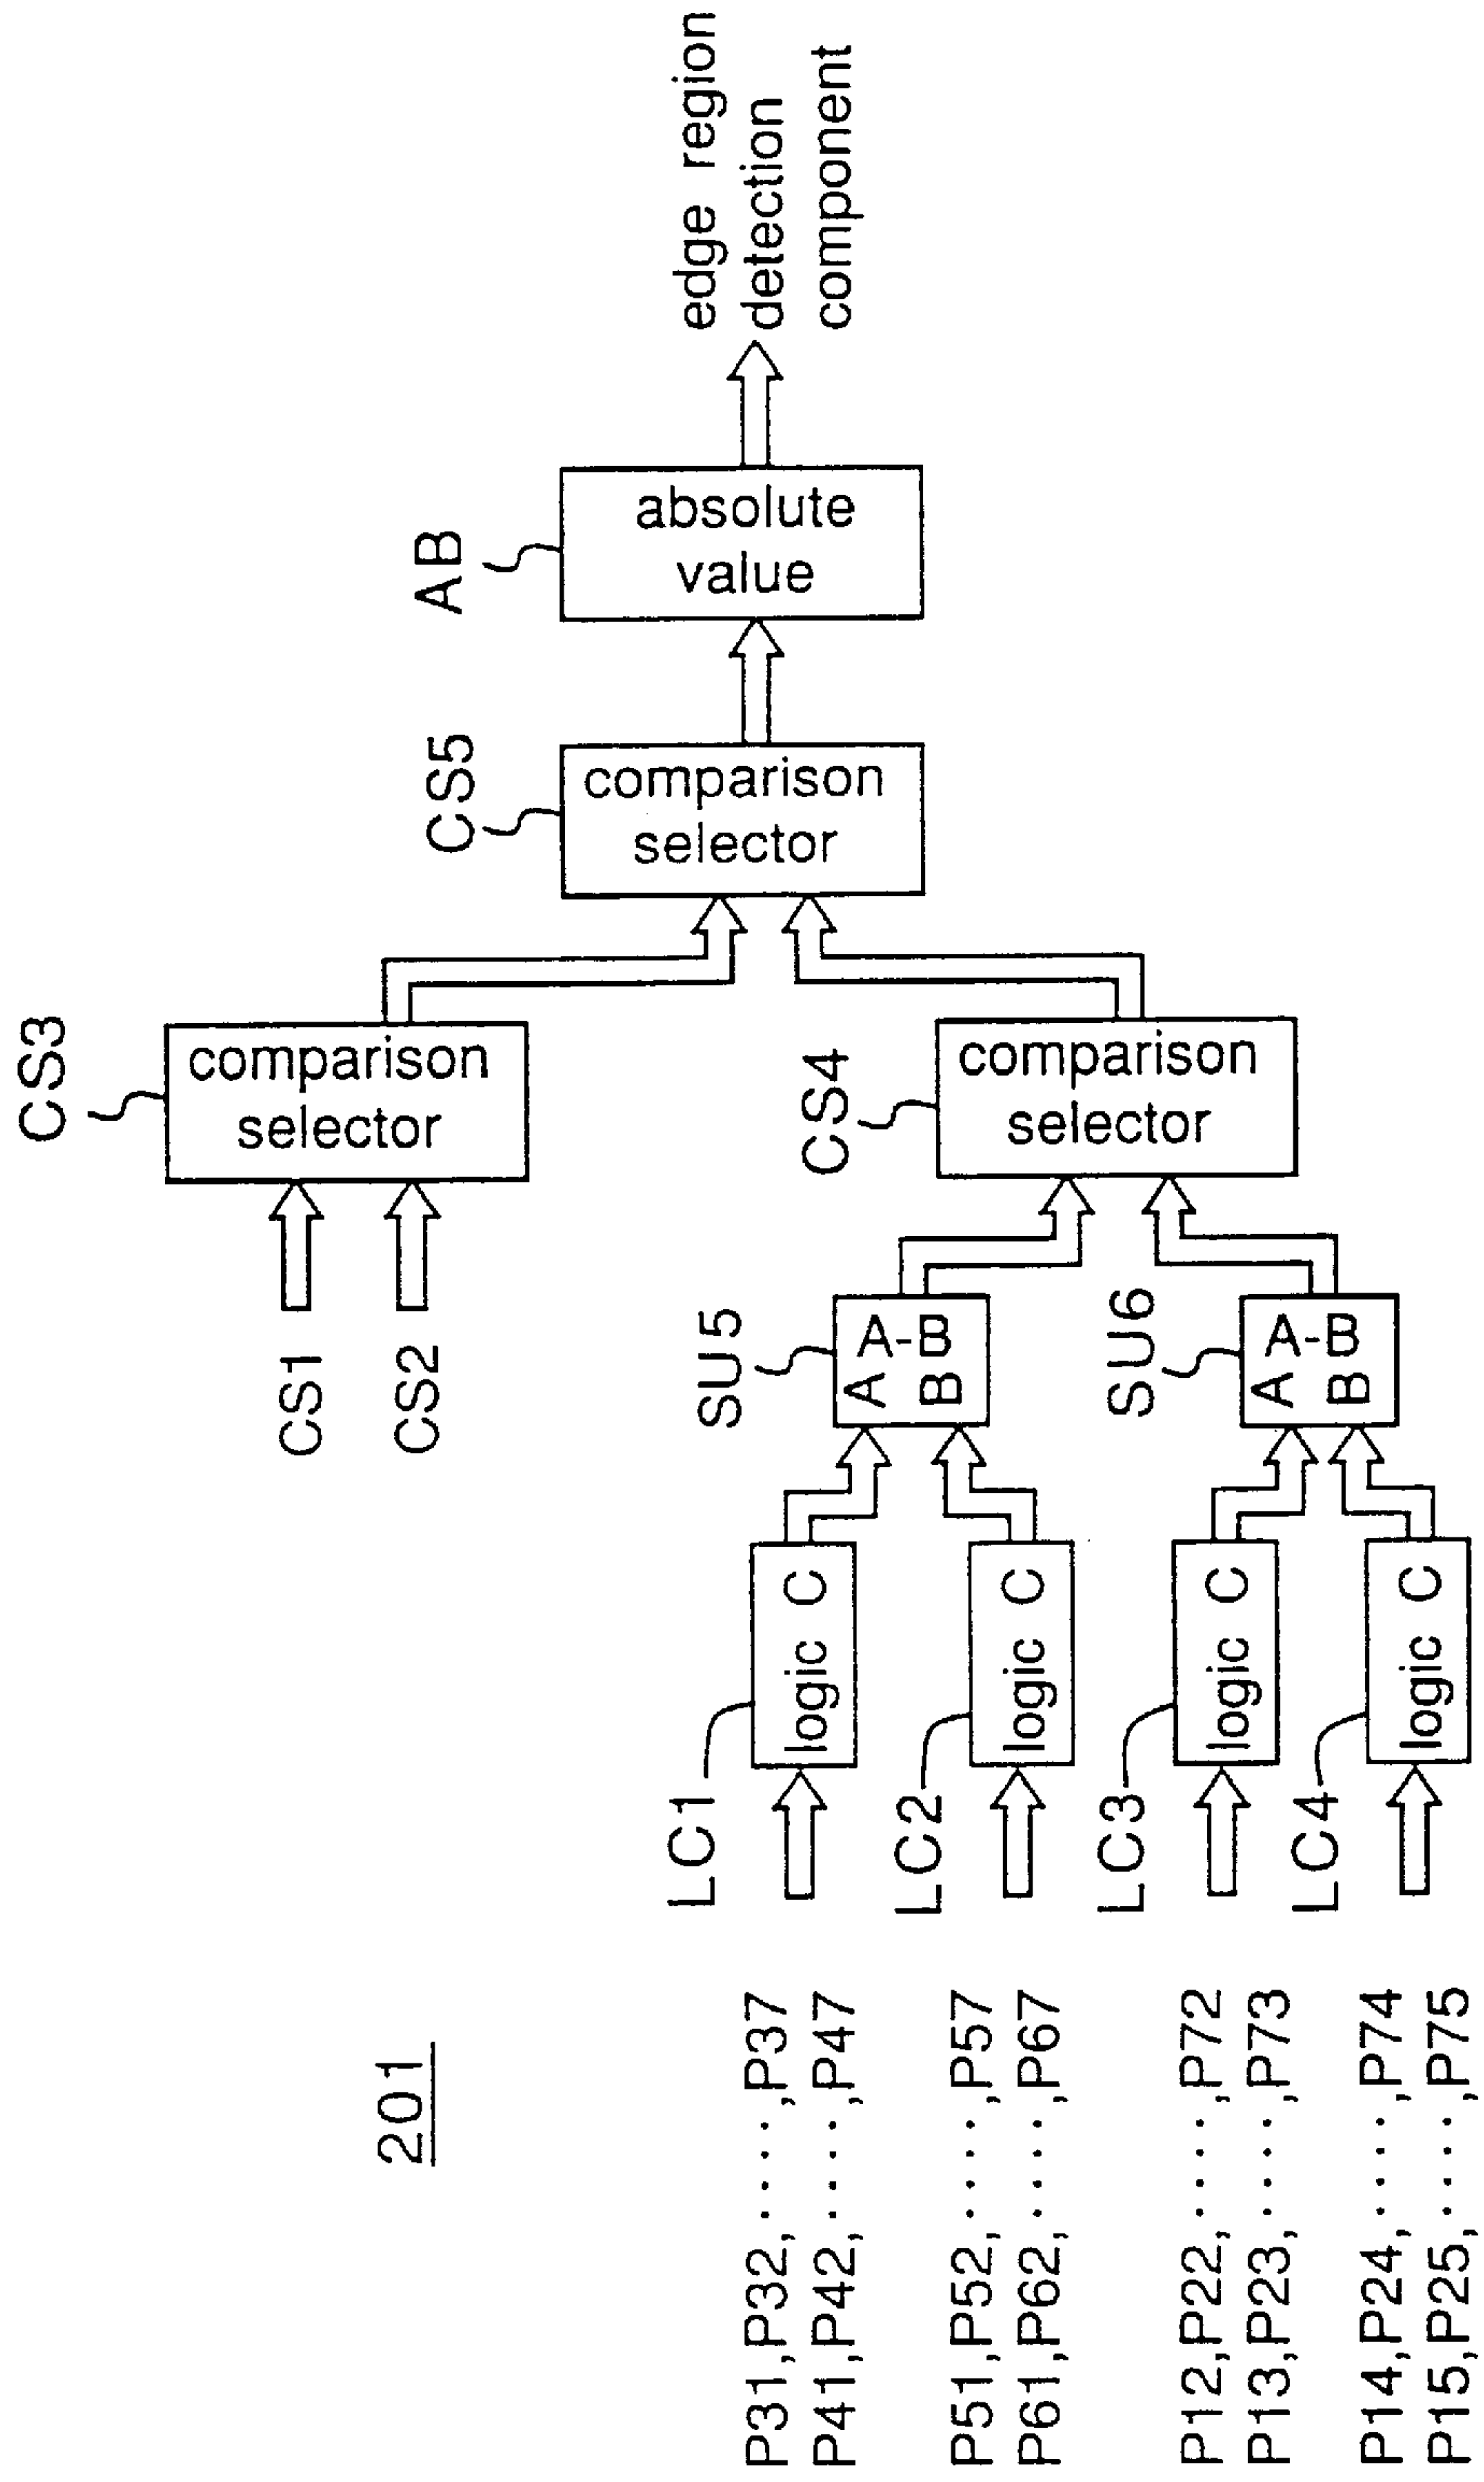 201
CS3
comparison
selector
CS1
CS2
CS5
comparison
selector
AB
absolute
value
edge region
detection
component
CS4
comparison
selector
SU5
A-B
A B
SU6
A-B
A B
LC1
logic C
LC2
logic C
LC3
logic C
LC4
logic C
P31,P32,....,P37
P41,P42,....,P47
P51,P52,....,P57
P61,P62,....,P67
P12,P22,....,P72
P13,P23,....,P73
P14,P24,....,P74
P15,P25,....,P75